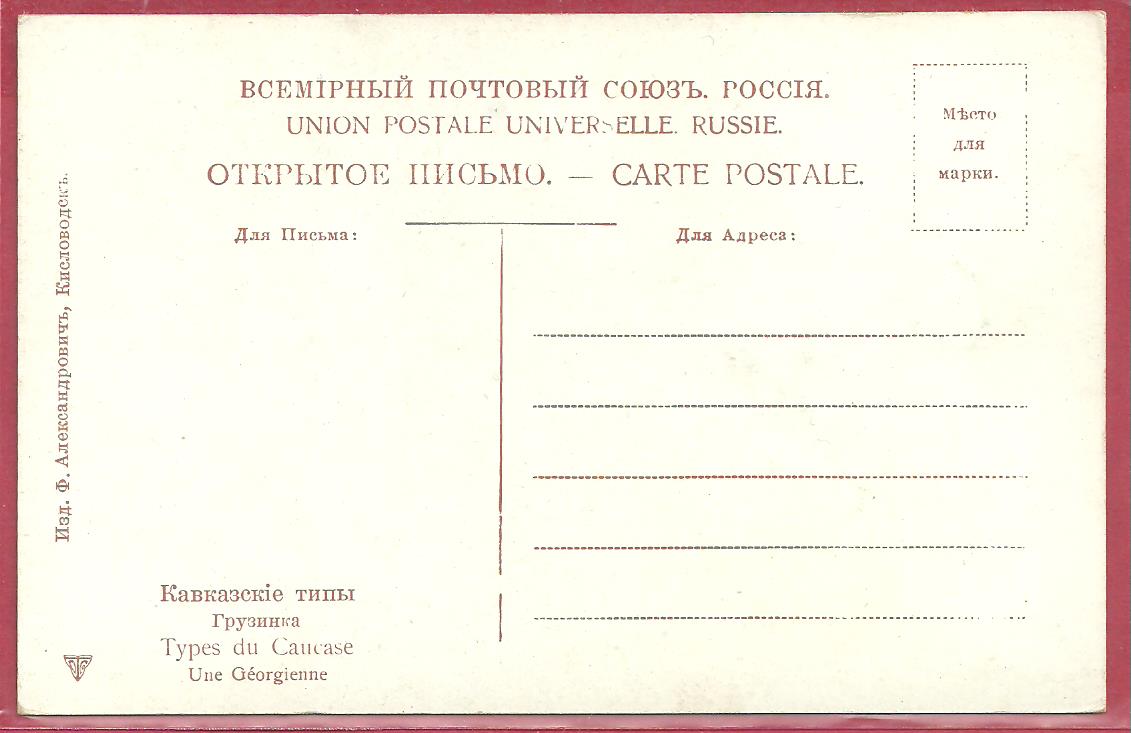 ВСЕМІРНЫЙ ПОЧТОВЫЙ СОЮЗЪ. РОССІЯ.
UNION POSTALE UNIVERSELLE. RUSSIE.
ОТКРЫТОЕ ПИСЬМО. — CARTE POSTALE.
Мѣсто
для
марки.
Для Письма:
Для Адреса:
Изд. Ф. Александровичъ, Кисловодскъ.
Кавказскіе типы
Грузинка
Types du Caucase
Une Géorgienne